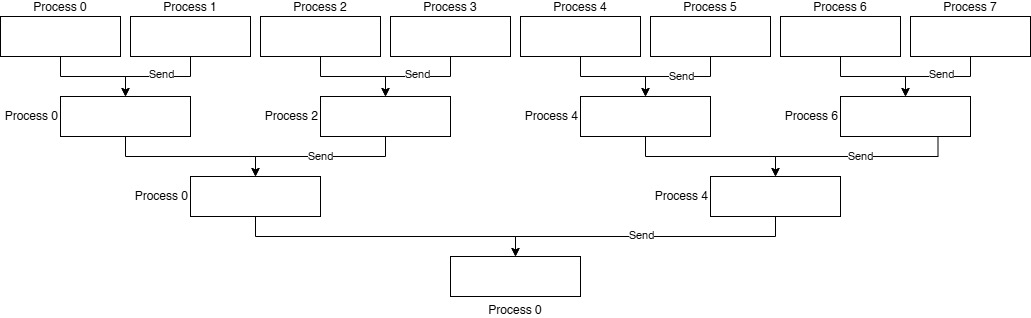 Process 0
Process 1
Process 2
Process 3
Process 4
Process 5
Process 6
Process 7
Send
Send
Send
Send
Process 0
Process 2
Process 4
Process 6
Send
Send
Process 0
Process 4
Send
Process 0